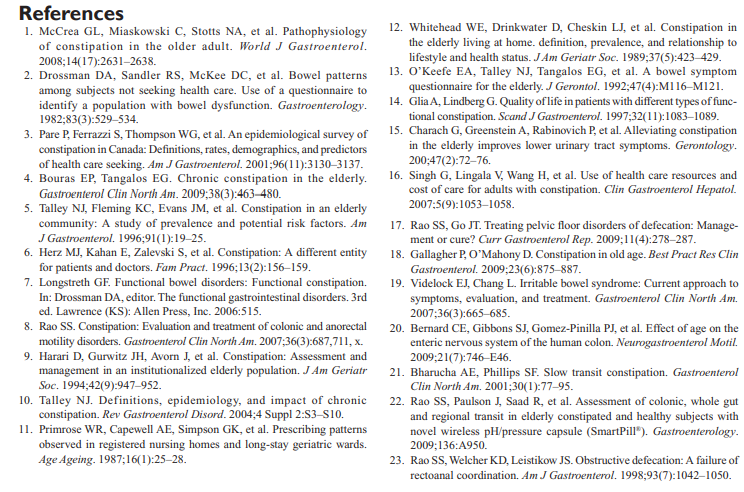 References
1. McCrea GL, Miaskowski C, Stotts NA, et al. Pathophysiology
of constipation in the older adult. World J Gastroenterol.
2008;14(17):2631–2638.
2. Drossman DA, Sandler RS, McKee DC, et al. Bowel patterns
among subjects not seeking health care. Use of a questionnaire to
identify a population with bowel dysfunction. Gastroenterology.
1982;83(3):529–534.
3. Pare P, Ferrazzi S, Thompson WG, et al. An epidemiological survey of
constipation in Canada: Definitions, rates, demographics, and predictors
of health care seeking. Am J Gastroenterol. 2001;96(11):3130–3137.
4. Bouras EP, Tangalos EG. Chronic constipation in the elderly.
Gastroenterol Clin North Am. 2009;38(3):463–480.
5. Talley NJ, Fleming KC, Evans JM, et al. Constipation in an elderly
community: A study of prevalence and potential risk factors. Am
J Gastroenterol. 1996;91(1):19–25.
6. Herz MJ, Kahan E, Zalevski S, et al. Constipation: A different entity
for patients and doctors. Fam Pract. 1996;13(2):156–159.
7. Longstreth GF. Functional bowel disorders: Functional constipation.
In: Drossman DA, editor. The functional gastrointestinal disorders. 3rd
ed. Lawrence (KS): Allen Press, Inc. 2006:515.
8. Rao SS. Constipation: Evaluation and treatment of colonic and anorectal
motility disorders. Gastroenterol Clin North Am. 2007;36(3):687,711, x.
9. Harari D, Gurwitz JH, Avorn J, et al. Constipation: Assessment and
management in an institutionalized elderly population. J Am Geriatr
Soc. 1994;42(9):947–952.
10. Talley NJ. Definitions, epidemiology, and impact of chronic
constipation. Rev Gastroenterol Disord. 2004;4 Suppl 2:S3–S10.
11. Primrose WR, Capewell AE, Simpson GK, et al. Prescribing patterns
observed in registered nursing homes and long-stay geriatric wards.
Age Ageing. 1987;16(1):25–28.
12. Whitehead WE, Drinkwater D, Cheskin LJ, et al. Constipation in
the elderly living at home. definition, prevalence, and relationship to
lifestyle and health status. J Am Geriatr Soc. 1989;37(5):423–429.
13. O’Keefe EA, Talley NJ, Tangalos EG, et al. A bowel symptom
questionnaire for the elderly. J Gerontol. 1992;47(4):M116–M121.
14. Glia A, Lindberg G. Quality of life in patients with different types of func-
tional constipation. Scand J Gastroenterol. 1997;32(11):1083–1089.
15. Charach G, Greenstein A, Rabinovich P, et al. Alleviating constipation
in the elderly improves lower urinary tract symptoms. Gerontology.
200;47(2):72–76.
16. Singh G, Lingala V, Wang H, et al. Use of health care resources and
cost of care for adults with constipation. Clin Gastroenterol Hepatol.
2007;5(9):1053–1058.
17. Rao SS, Go JT. Treating pelvic floor disorders of defecation: Manage-
ment or cure? Curr Gastroenterol Rep. 2009;11(4):278–287.
18. Gallagher P, O’Mahony D. Constipation in old age. Best Pract Res Clin
Gastroenterol. 2009;23(6):875–887.
19. Videlock EJ, Chang L. Irritable bowel syndrome: Current approach to
symptoms, evaluation, and treatment. Gastroenterol Clin North Am.
2007;36(3):665–685.
20. Bernard CE, Gibbons SJ, Gomez-Pinilla PJ, et al. Effect of age on the
enteric nervous system of the human colon. Neurogastroenterol Motil.
2009;21(7):746–E46.
21. Bharucha AE, Phillips SF. Slow transit constipation. Gastroenterol
Clin North Am. 2001;30(1):77–95.
22. Rao SS, Paulson J, Saad R, et al. Assessment of colonic, whole gut
and regional transit in elderly constipated and healthy subjects with
novel wireless pH/pressure capsule (SmartPill®). Gastroenterology.
2009;136:A950.
23. Rao SS, Welcher KD, Leistikow JS. Obstructive defecation: A failure of
rectoanal coordination. Am J Gastroenterol. 1998;93(7):1042–1050.